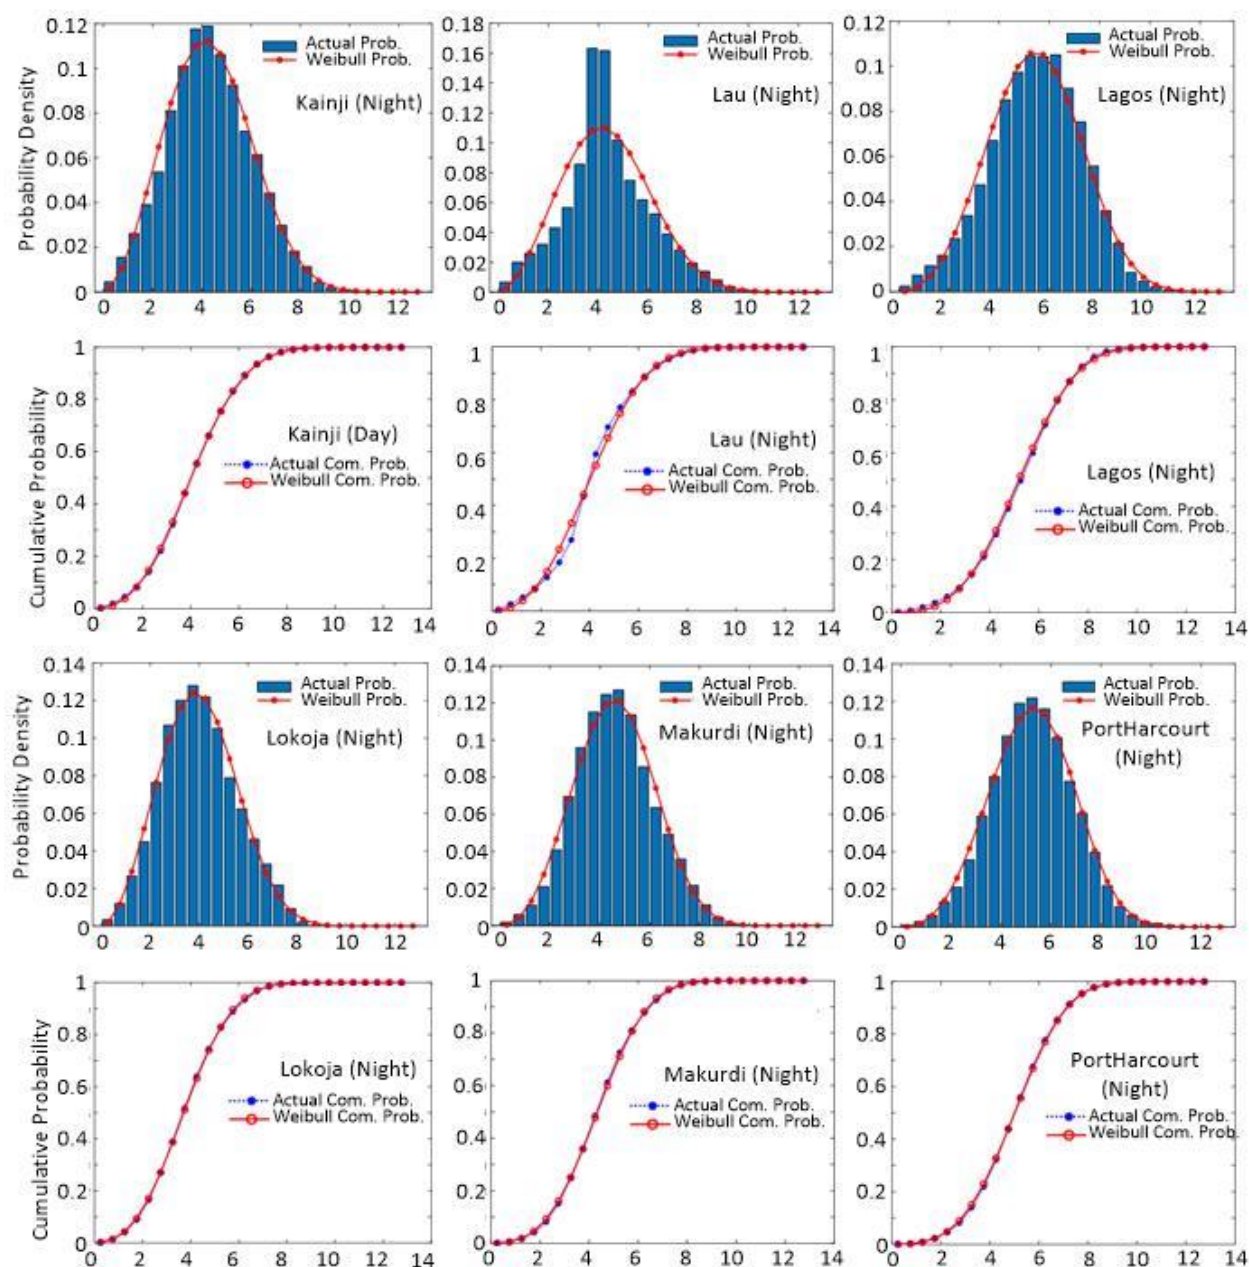 0.12
0.1
0.08
0.06
0.04
0.02
0
Probability Density
Actual Prob.
Weibull Prob.
Kainji (Night)
0 2 4 6 8 10 12
0.18
0.16
0.14
0.12
0.10
0.08
0.06
0.04
0.02
0.00
Actual Prob.
Weibull Prob.
Lau (Night)
0 2 4 6 8 10 12
0.12
0.1
0.08
0.06
0.04
0.02
0
Actual Prob.
Weibull Prob.
Lagos (Night)
0 2 4 6 8 10 12
1
0.8
0.6
0.4
0.2
0
Cumulative Probability
Kainji (Day)
Actual Com. Prob.
Weibull Com. Prob.
0 2 4 6 8 10 12 14
1
0.8
0.6
0.4
0.2
Lau (Night)
Actual Com. Prob.
Weibull Com. Prob.
0 2 4 6 8 10 12 14
1
0.8
0.6
0.4
0.2
0
Lagos (Night)
Actual Com. Prob.
Weibull Com. Prob.
0 2 4 6 8 10 12 14
0.14
0.12
0.1
0.08
0.06
0.04
0.02
0
Probability Density
Actual Prob.
Weibull Prob.
Lokoja (Night)
0 2 4 6 8 10 12
0.14
0.12
0.1
0.08
0.06
0.04
0.02
0
Actual Prob.
Weibull Prob.
Makurdi (Night)
0 2 4 6 8 10 12
0.14
0.12
0.1
0.08
0.06
0.04
0.02
0
Actual Prob.
Weibull Prob.
PortHarcourt
(Night)
0 2 4 6 8 10 12
1
0.8
0.6
0.4
0.2
0
Cumulative Probability
Lokoja (Night)
Actual Com. Prob.
Weibull Com. Prob.
0 2 4 6 8 10 12 14
1
0.8
0.6
0.4
0.2
0
Makurdi (Night)
Actual Com. Prob.
Weibull Com. Prob.
0 2 4 6 8 10 12 14
1
0.8
0.6
0.4
0.2
0
PortHarcourt
(Night)
Actual Com. Prob.
Weibull Com. Prob.
0 2 4 6 8 10 12 14